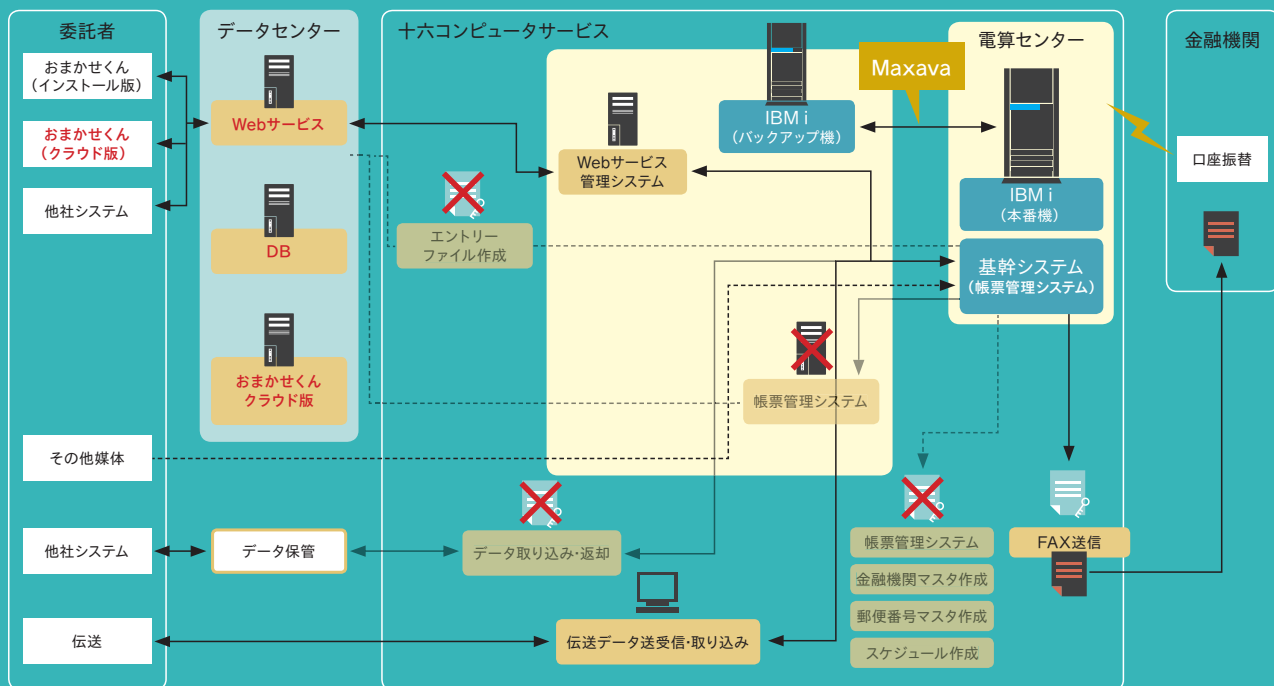 委託者
おまかせくん
（インストール版）
おまかせくん
（クラウド版）
他社システム
その他媒体
他社システム
伝送
データセンター
Webサービス
DB
おまかせくん
クラウド版
データ保管
十六コンピュータサービス
エントリー
ファイル作成
Webサービス
管理システム
IBM i
（バックアップ機）
Maxava
帳票管理システム
データ取り込み・返却
伝送データ送受信・取り込み
電算センター
IBM i
（本番機）
基幹システム
（帳票管理システム）
帳票管理システム
金融機関マスタ作成
郵便番号マスタ作成
スケジュール作成
FAX送信
金融機関
口座振替